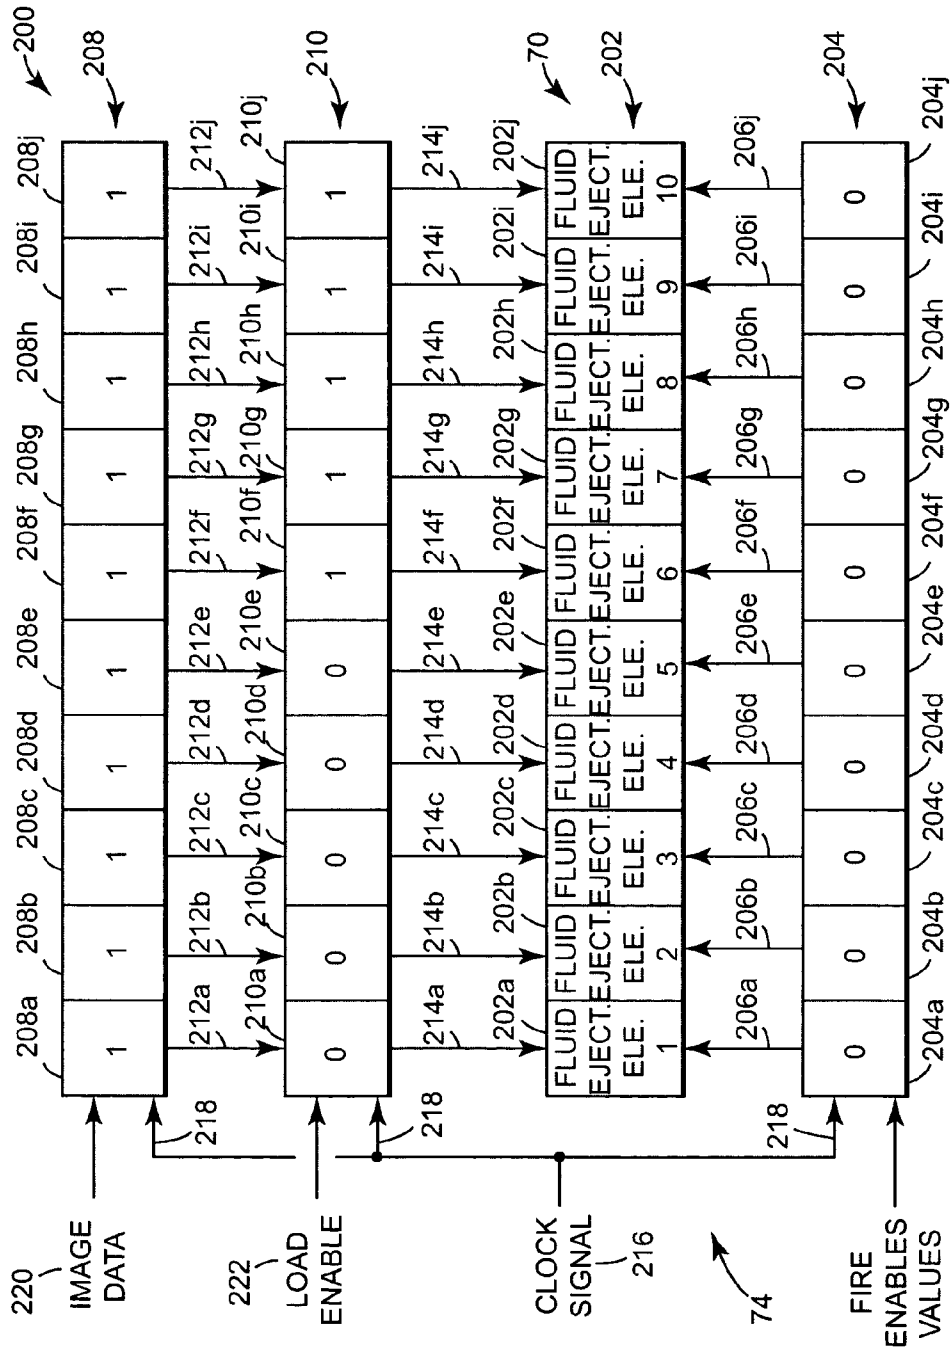 200
208a 208b 208c 208d 208e 208f 208g 208h 208i 208j
208
220
IMAGE
DATA
1 1 1 1 1 1 1 1 1 1
218
212a 212b 212c 212d 212e 212f 212g 212h 212i 212j
210a 210b 210c 210d 210e 210f 210g 210h 210i 210j
210
222
LOAD
ENABLE
0 0 0 0 0 1 1 1 1 1
218
214a 214b 214c 214d 214e 214f 214g 214h 214i 214j
70
202a 202b 202c 202d 202e 202f 202g 202h 202i 202j
202
CLOCK
SIGNAL
216
FLUID FLUID FLUID FLUID FLUID FLUID FLUID FLUID FLUID FLUID
EJECT. EJECT. EJECT. EJECT. EJECT. EJECT. EJECT. EJECT. EJECT. EJECT.
ELE. ELE. ELE. ELE. ELE. ELE. ELE. ELE. ELE. ELE.
1 2 3 4 5 6 7 8 9 10
206a 206b 206c 206d 206e 206f 206g 206h 206i 206j
74
218
204
0 0 0 0 0 0 0 0 0 0
FIRE
ENABLES
VALUES
204a 204b 204c 204d 204e 204f 204g 204h 204i 204j